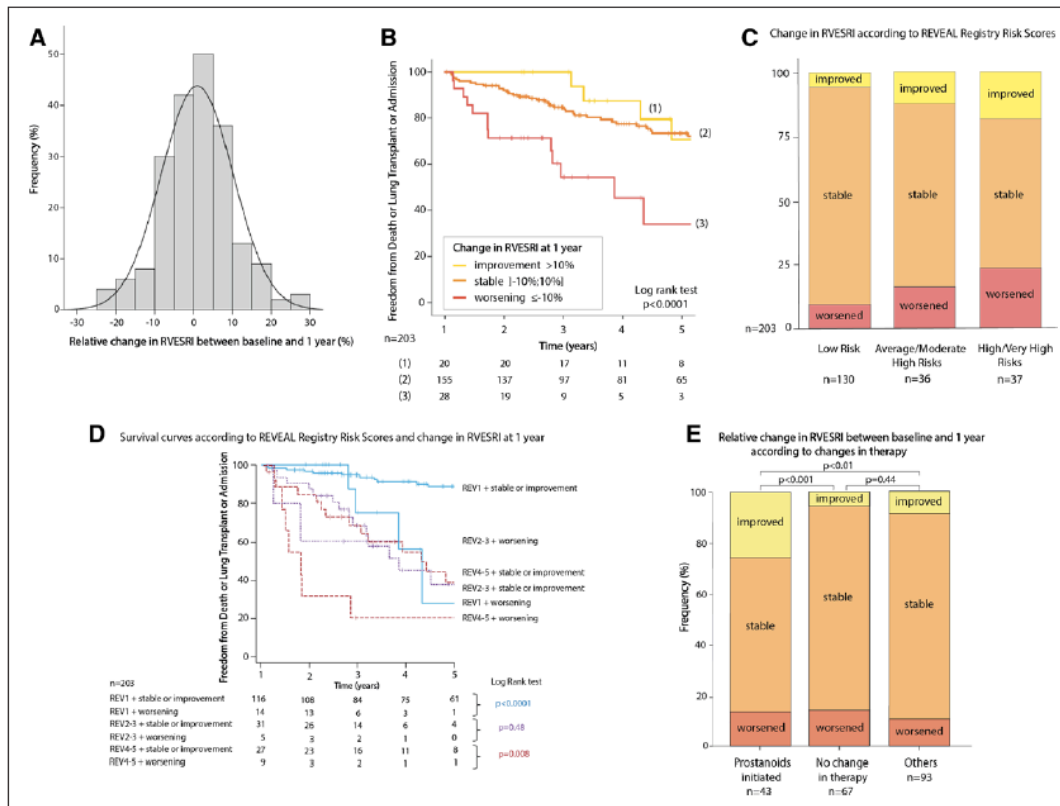 A
50
40
30
20
10
0
Frequency (%)
-30 -20 -10 0 10 20 30
Relative change in RVESRI between baseline and 1 year (%)
B
Freedom from Death or Lung Transplant or Admission
100
80
60
40
20
0
(1)
(2)
(3)
Change in RVESRI at 1 year
improvement >10%
stable [-10%;10%]
worsening ≤-10%
Log rank test
p<0.0001
1 2 3 4 5
n=203
Time (years)
(1) 20 20 17 11 8
(2) 155 137 97 81 65
(3) 28 19 9 5 3
C
Change in RVESRI according to REVEAL Registry Risk Scores
100
75
50
25
0
improved improved improved
stable stable stable
worsened worsened worsened
n=203
Low Risk Average/Moderate High Risks High/Very High Risks
n=130 n=36 n=37
D
Survival curves according to REVEAL Registry Risk Scores and change in RVESRI at 1 year
Freedom from Death or Lung Transplant or Admission
100
80
60
40
20
0
REV1 + stable or improvement
REV2-3 + worsening
REV4-5 + stable or improvement
REV2-3 + stable or improvement
REV1 + worsening
REV4-5 + worsening
1 2 3 4 5
n=203
Time (years)
Log Rank test
REV1 + stable or improvement 116 108 84 75 61
REV1 + worsening 14 13 6 3 1
p<0.0001
REV2-3 + stable or improvement 31 26 14 6 4
REV2-3 + worsening 5 3 2 1 0
p=0.48
REV4-5 + stable or improvement 27 23 16 11 8
REV4-5 + worsening 9 3 2 1 1
p=0.008
E
Relative change in RVESRI between baseline and 1 year
according to changes in therapy
p<0.01
p<0.001 p=0.44
Frequency (%)
100
80
60
40
20
0
improved improved improved
stable stable stable
worsened worsened worsened
Prostanoids No change Others
initiated in therapy n=93
n=43 n=67